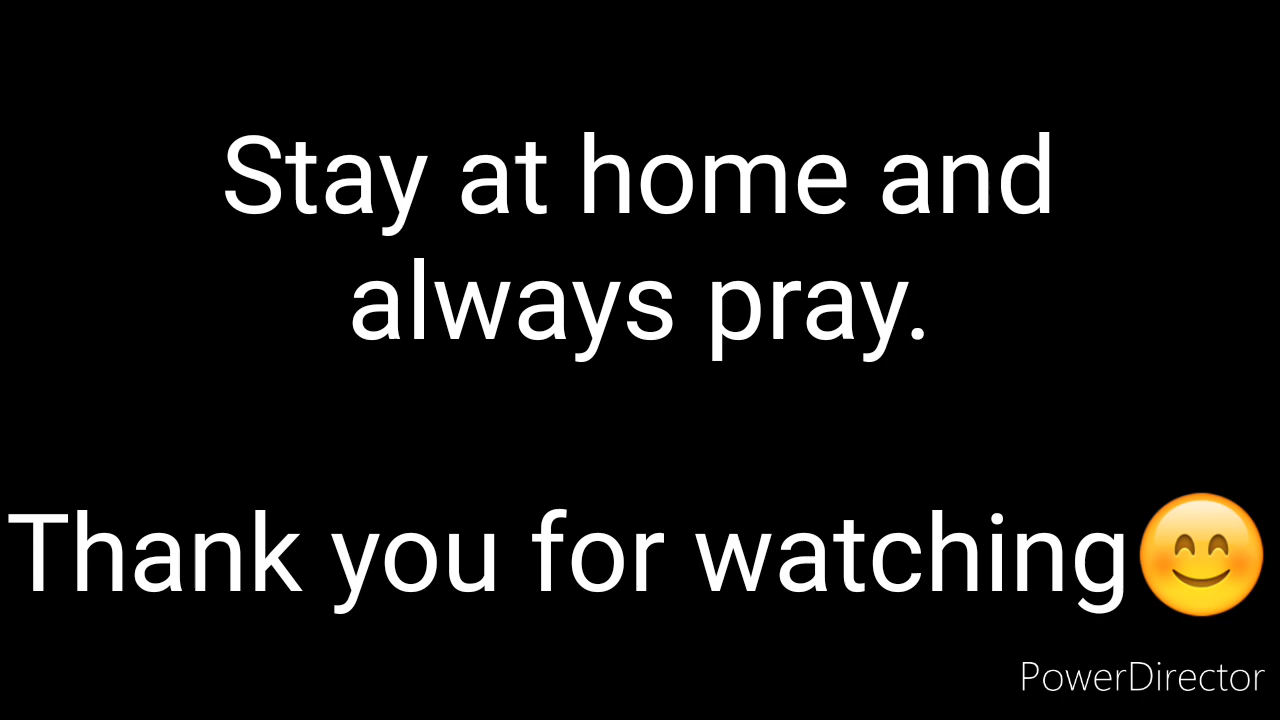 Stay at home and
always pray.
Thank you for watching😊
PowerDirector